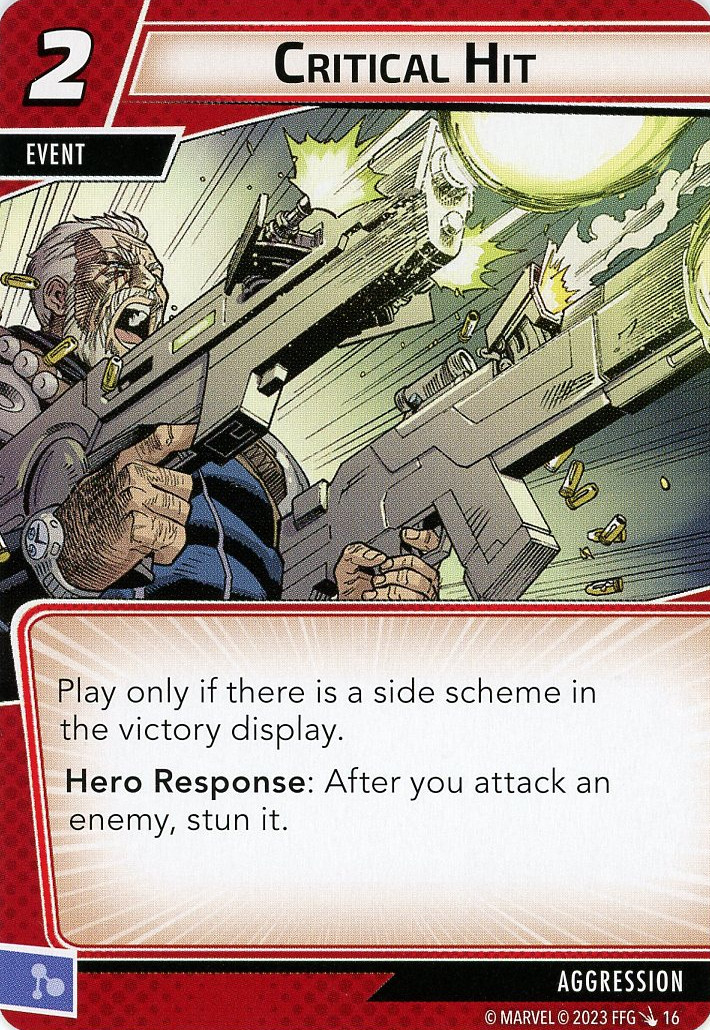 2
CRITICAL HIT
EVENT
Play only if there is a side scheme in
the victory display.
Hero Response: After you attack an
enemy, stun it.
AGGRESSION
© MARVEL © 2023 FFG 16